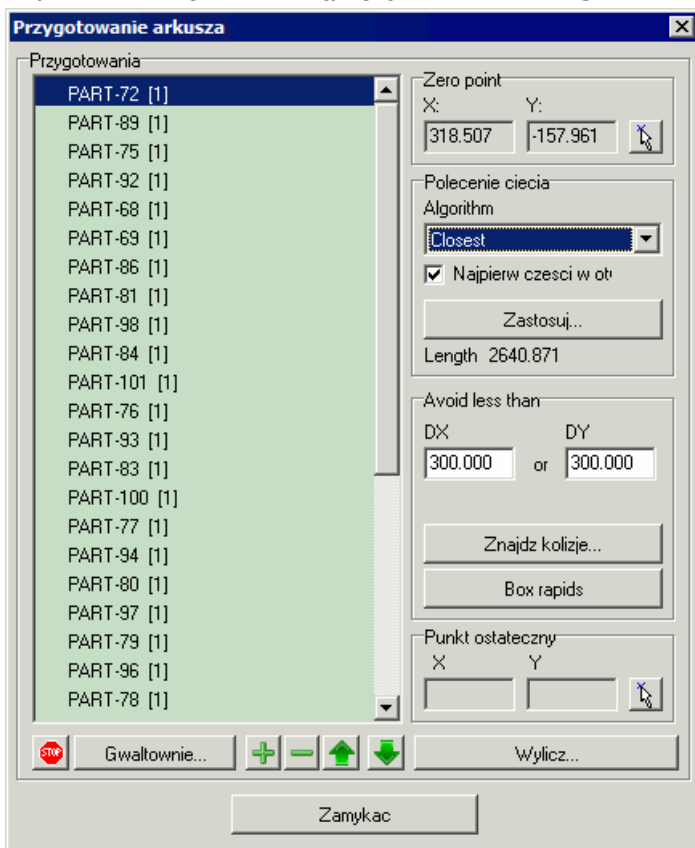 Przygotowanie arkusza
Przygotowania
PART-72 [1]
PART-89 [1]
PART-75 [1]
PART-92 [1]
PART-68 [1]
PART-69 [1]
PART-86 [1]
PART-81 [1]
PART-98 [1]
PART-84 [1]
PART-101 [1]
PART-76 [1]
PART-93 [1]
PART-83 [1]
PART-100 [1]
PART-77 [1]
PART-94 [1]
PART-80 [1]
PART-97 [1]
PART-79 [1]
PART-96 [1]
PART-78 [1]
STOP
Gwaltownie...
Zero point
X: Y:
318.507 -157.961
Polecenie ciecia
Algorithm
Closest
Najpierw czesci w
Zastosuj...
Length 2640.871
Avoid less than
DX DY
300.000 or 300.000
Znajdz kolizje...
Box rapids
Punkt ostateczny
X Y
Wylicz...
Zamykac